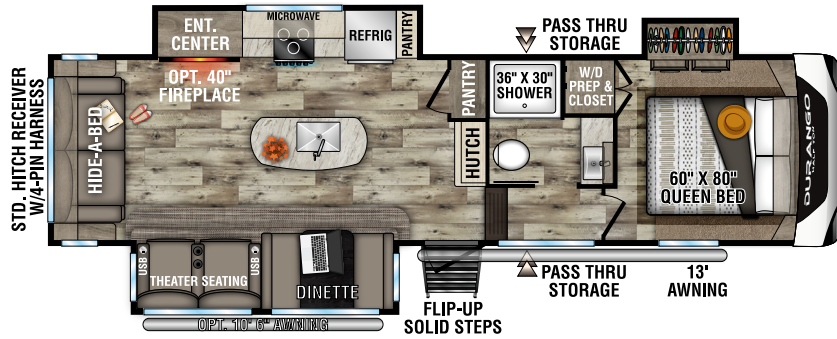 MICROWAVE
ENT.
CENTER
REFRIG
PANTRY
PASS THRU
STORAGE
OPT. 40"
FIREPLACE
PANTRY
36" X 30"
SHOWER
W/D
PREP &
CLOSET
STD. HITCH RECEIVER
W/4-PIN HARNESS
HIDE-A-BED
HUTCH
60" X 80"
QUEEN BED
DURANGO
HALF-TON
USB
THEATER SEATING
USB
DINETTE
OPT. 10' 6" AWNING
FLIP-UP
SOLID STEPS
PASS THRU
STORAGE
13'
AWNING